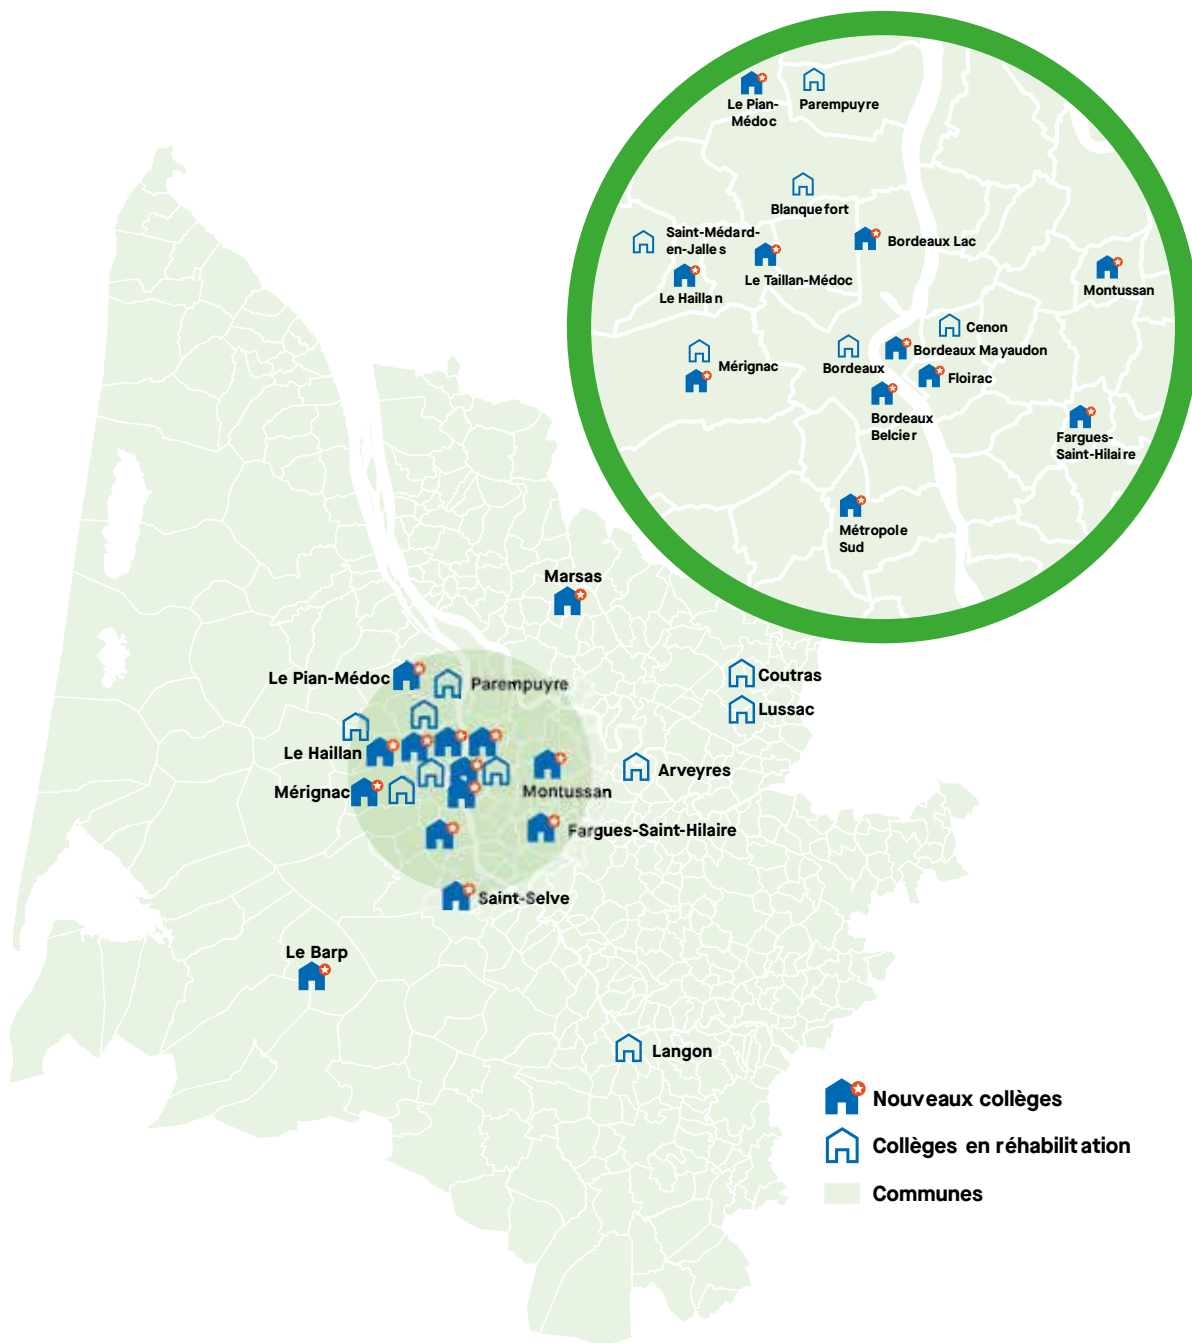 Le Pian-
Médoc
Parempuyre
Blanquefort
Saint-Médard-
en-Jalles
Bordeaux Lac
Le Taillan-Médoc
Le Haillan
Montussan
Cenon
Bordeaux Mayaudon
Mérignac
Bordeaux
Floirac
Bordeaux
Belcier
Fargues-
Saint-Hilaire
Métropole
Sud
Marsas
Le Pian-Médoc
Parempuyre
Coutras
Lussac
Le Haillan
Arveyres
Mérignac
Montussan
Fargues-Saint-Hilaire
Saint-Selve
Le Barp
Langon
Nouveaux collèges
Collèges en réhabilitation
Communes